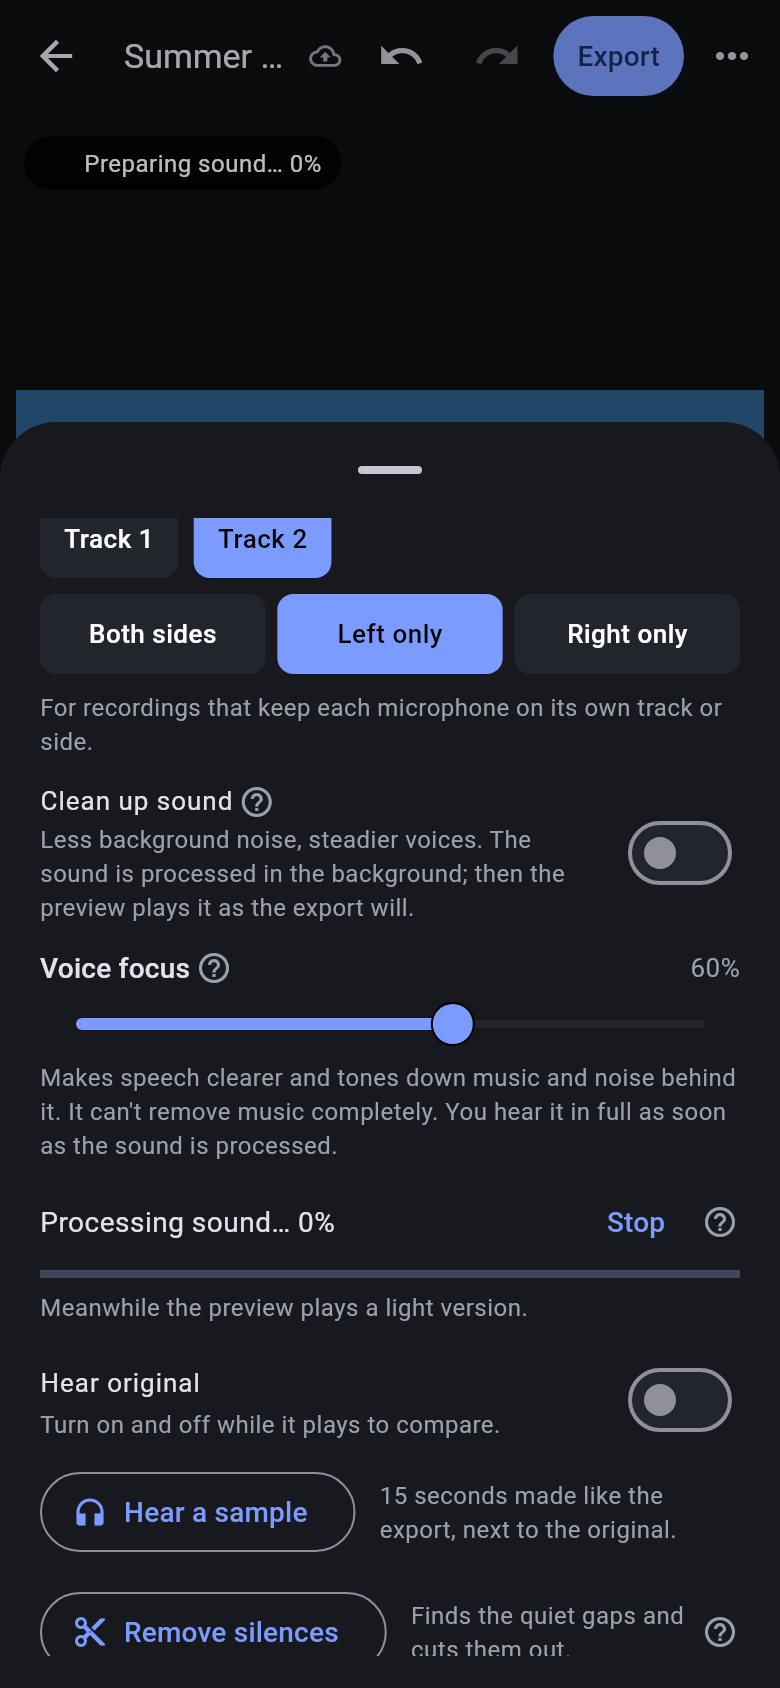 Summer ...
Export
Preparing sound... 0%
Track 1
Track 2
Both sides
Left only
Right only
For recordings that keep each microphone on its own track or
side.
Clean up sound
Less background noise, steadier voices. The
sound is processed in the background; then the
preview plays it as the export will.
Voice focus
60%
Makes speech clearer and tones down music and noise behind
it. It can't remove music completely. You hear it in full as soon
as the sound is processed.
Processing sound... 0%
Stop
Meanwhile the preview plays a light version.
Hear original
Turn on and off while it plays to compare.
Hear a sample
15 seconds made like the
export, next to the original.
Remove silences
Finds the quiet gaps and
cuts them out.